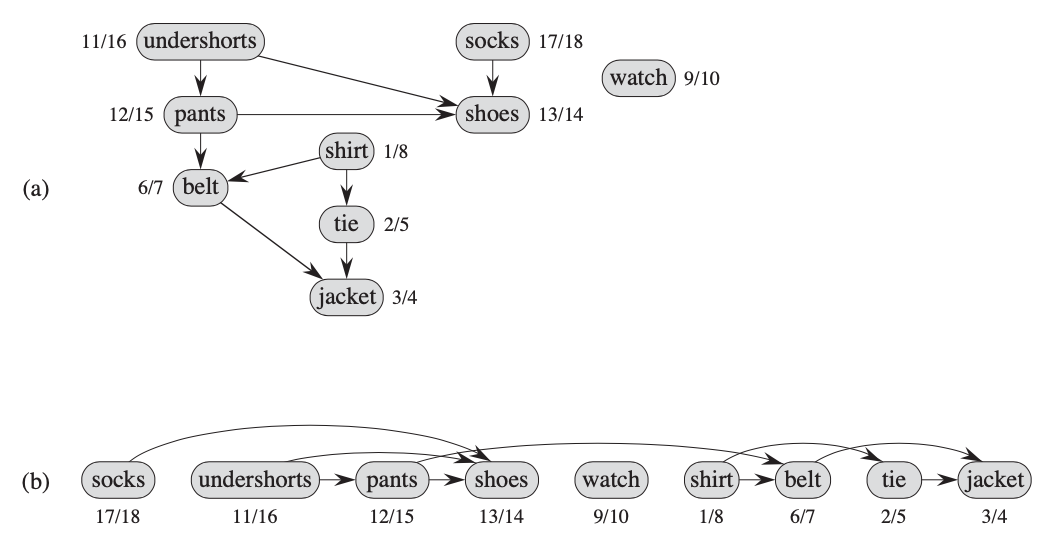 11/16 undershorts socks 17/18
watch 9/10
12/15 pants shoes 13/14
shirt 1/8
(a) 6/7 belt
tie 2/5
jacket 3/4
(b) socks undershorts pants shoes watch shirt belt tie jacket
17/18 11/16 12/15 13/14 9/10 1/8 6/7 2/5 3/4